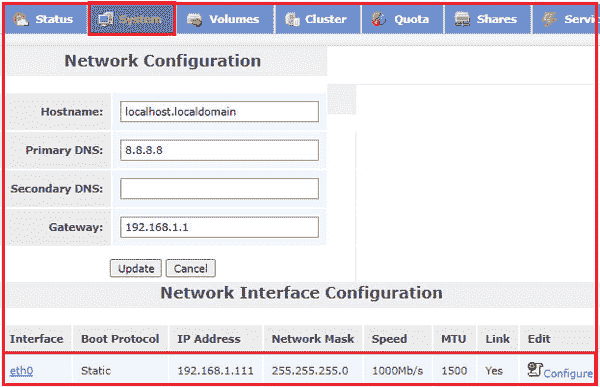 Status System Volumes Cluster Quota Shares Servic
Network Configuration
Hostname: localhost.localdomain
Primary DNS: 8.8.8.8
Secondary DNS:
Gateway: 192.168.1.1
Update Cancel
Network Interface Configuration
Interface Boot Protocol IP Address Network Mask Speed MTU Link Edit
eth0 Static 192.168.1.111 255.255.255.0 1000Mb/s 1500 Yes Configure